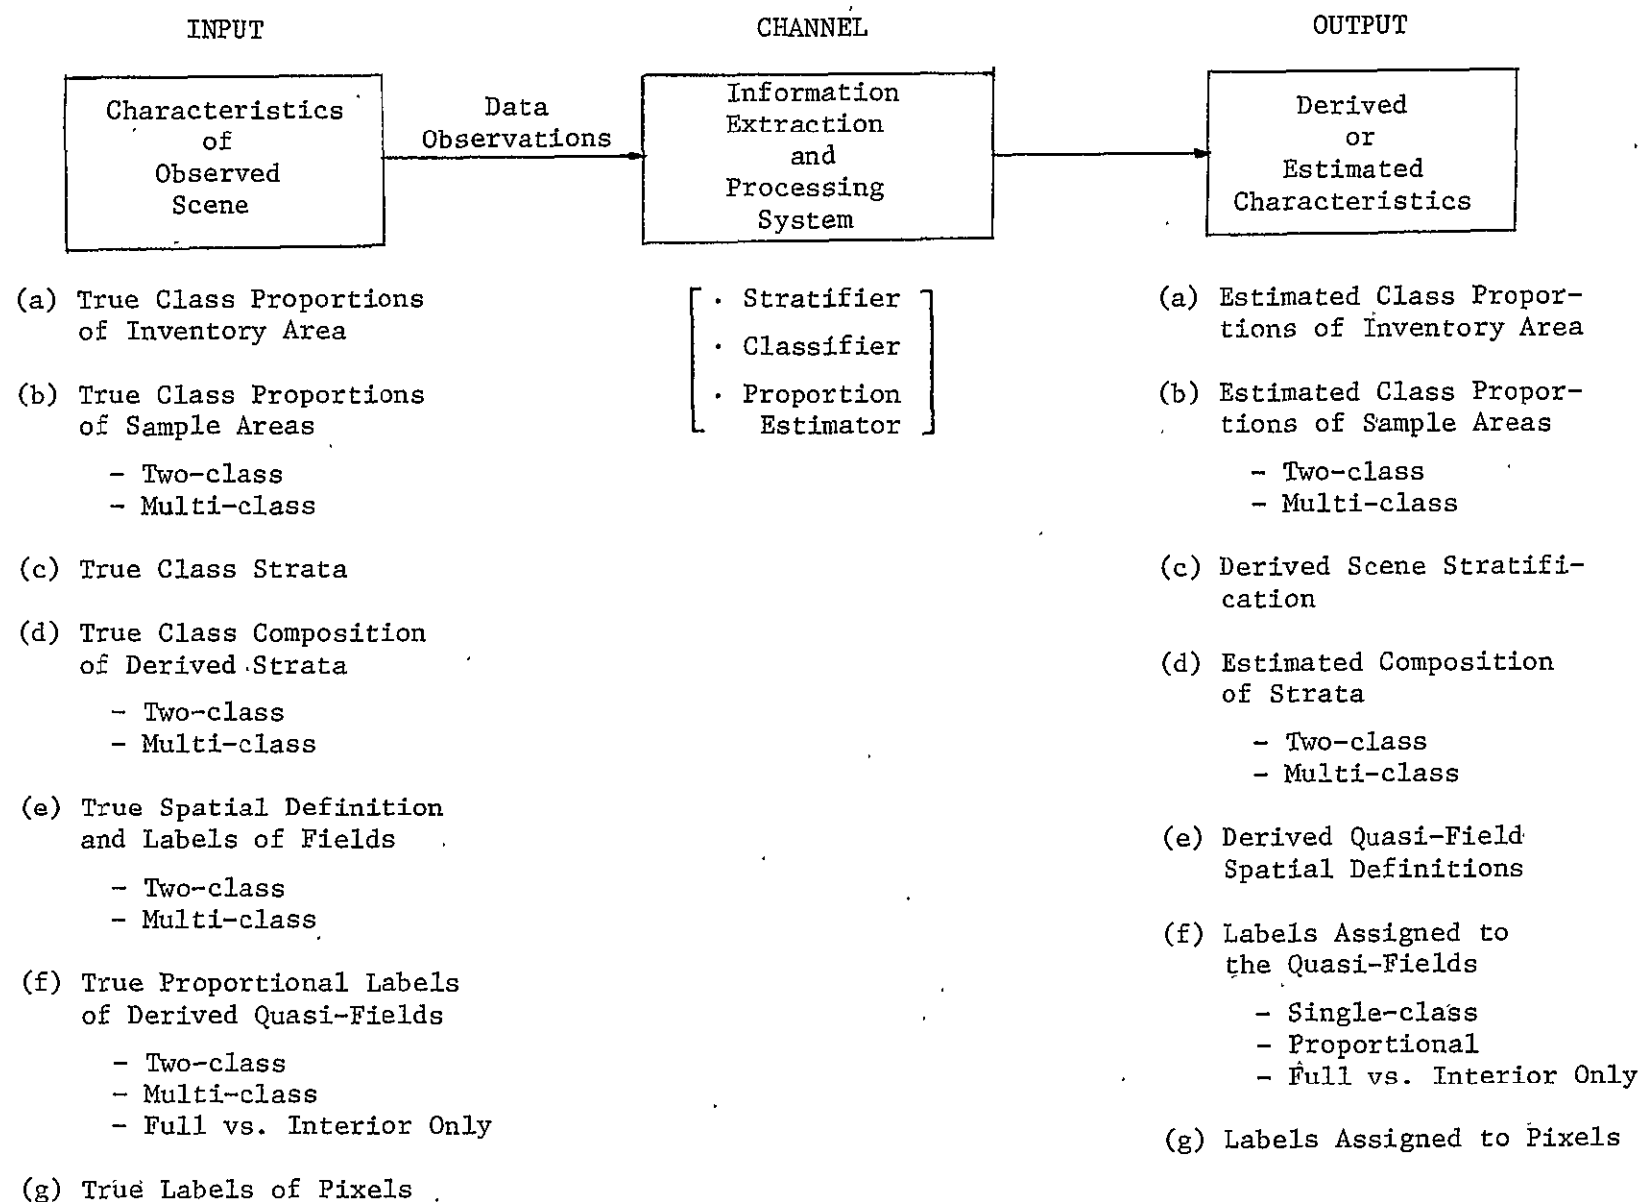 INPUT
CHANNEL
OUTPUT
Characteristics
of
Observed
Scene
Data
Observations
Information
Extraction
and
Processing
System
Derived
or
Estimated
Characteristics
(a) True Class Proportions
of Inventory Area
(b) True Class Proportions
of Sample Areas
- Two-class
- Multi-class
(c) True Class Strata
(d) True Class Composition
of Derived Strata
- Two-class
- Multi-class
(e) True Spatial Definition
and Labels of Fields
- Two-class
- Multi-class
(f) True Proportional Labels
of Derived Quasi-Fields
- Two-class
- Multi-class
- Full vs. Interior Only
(g) True Labels of Pixels
· Stratifier
· Classifier
· Proportion
Estimator
(a) Estimated Class Propor-
tions of Inventory Area
(b) Estimated Class Propor-
tions of Sample Areas
- Two-class
- Multi-class
(c) Derived Scene Stratifi-
cation
(d) Estimated Composition
of Strata
- Two-class
- Multi-class
(e) Derived Quasi-Field
Spatial Definitions
(f) Labels Assigned to
the Quasi-Fields
- Single-class
- Proportional
- Full vs. Interior Only
(g) Labels Assigned to Pixels